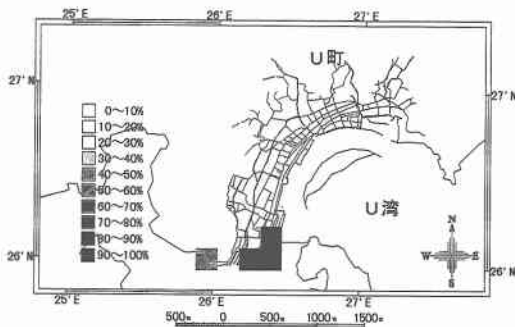 25°E 26°E 27°E
U町
27°N 27°N
0～10%
10～20%
20～30%
30～40%
40～50%
50～60%
60～70%
70～80%
80～90%
90～100%
U湾
N
W E
S
26°N 26°N
25°E 26°E 27°E
500m 0 500m 1000m 1500m